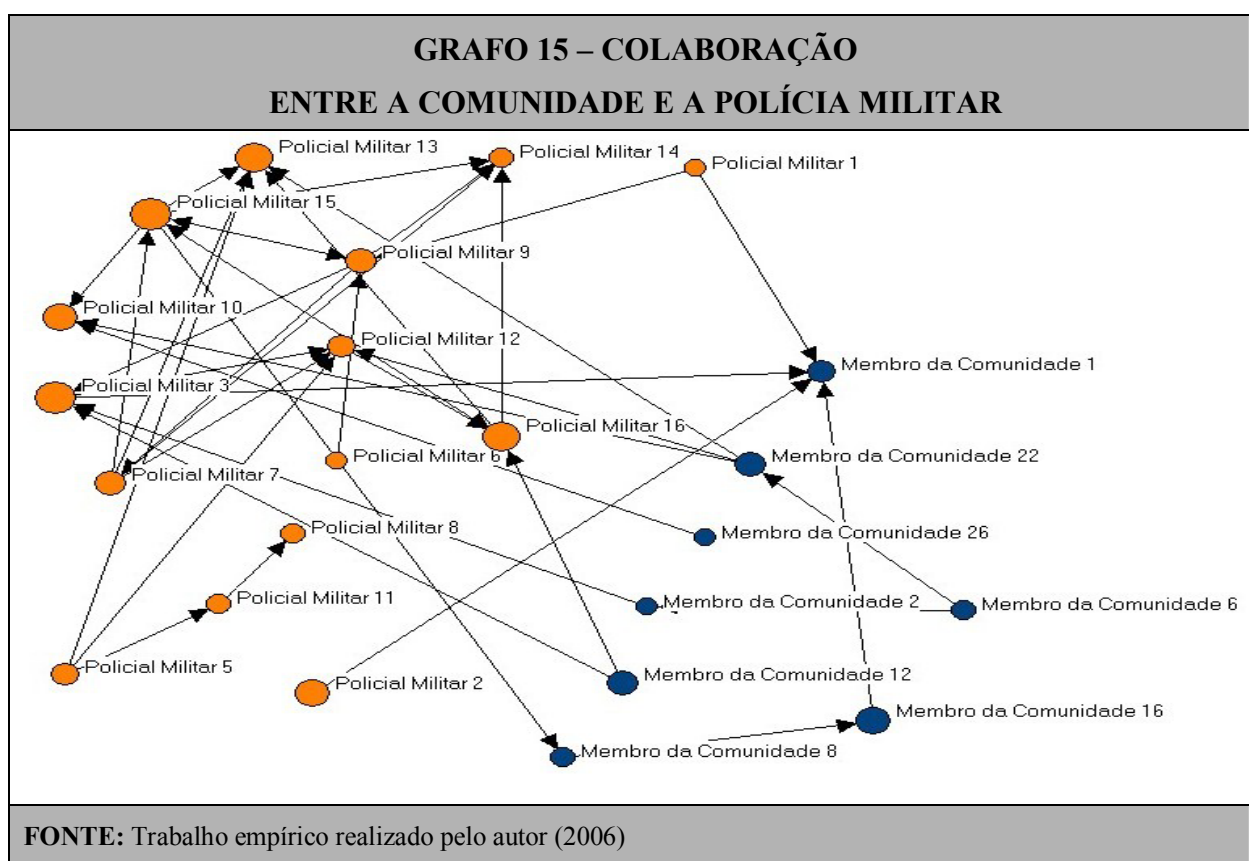 GRAFO 15 – COLABORAÇÃO
ENTRE A COMUNIDADE E A POLÍCIA MILITAR
Policial Militar 13
Policial Militar 14
Policial Militar 1
Policial Militar 15
Policial Militar 9
Policial Militar 10
Policial Militar 12
Membro da Comunidade 1
Policial Militar 3
Policial Militar 16
Policial Militar 6
Membro da Comunidade 22
Policial Militar 7
Policial Militar 8
Membro da Comunidade 26
Policial Militar 11
Membro da Comunidade 2
Membro da Comunidade 6
Policial Militar 5
Policial Militar 2
Membro da Comunidade 12
Membro da Comunidade 16
Membro da Comunidade 8
FONTE: Trabalho empírico realizado pelo autor (2006)